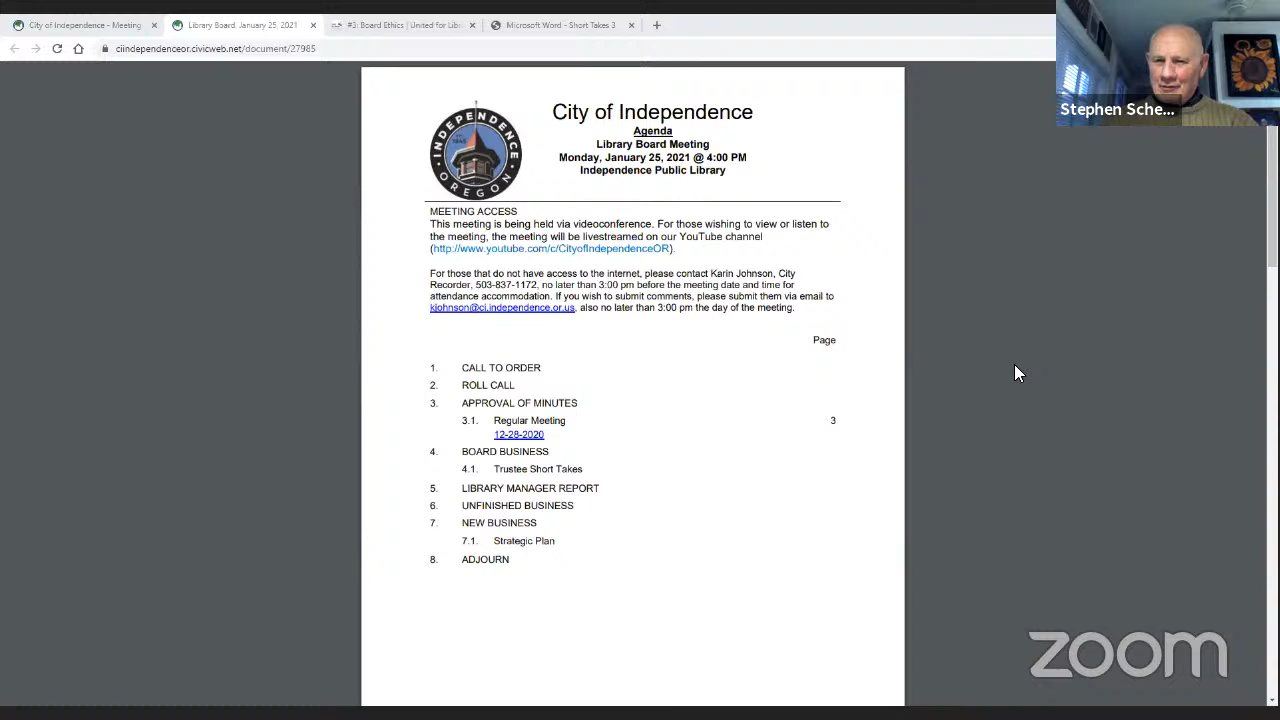 City of Independence - Meeting
Library Board, January 25, 2021
#3: Board Ethics | United for Libr
Microsoft Word - Short Takes 3
ciindependenceor.civicweb.net/document/27985
Stephen Sche...
INDEPENDENCE
OREGON
City of Independence
Agenda
Library Board Meeting
Monday, January 25, 2021 @ 4:00 PM
Independence Public Library
MEETING ACCESS
This meeting is being held via videoconference. For those wishing to view or listen to
the meeting, the meeting will be livestreamed on our YouTube channel
(http://www.youtube.com/c/CityofIndependenceOR).
For those that do not have access to the internet, please contact Karin Johnson, City
Recorder, 503-837-1172, no later than 3:00 pm before the meeting date and time for
attendance accommodation. If you wish to submit comments, please submit them via email to
kjohnson@ci.independence.or.us, also no later than 3:00 pm the day of the meeting.
Page
1. CALL TO ORDER
2. ROLL CALL
3. APPROVAL OF MINUTES
3.1. Regular Meeting 3
12-28-2020
4. BOARD BUSINESS
4.1. Trustee Short Takes
5. LIBRARY MANAGER REPORT
6. UNFINISHED BUSINESS
7. NEW BUSINESS
7.1. Strategic Plan
8. ADJOURN
zoom